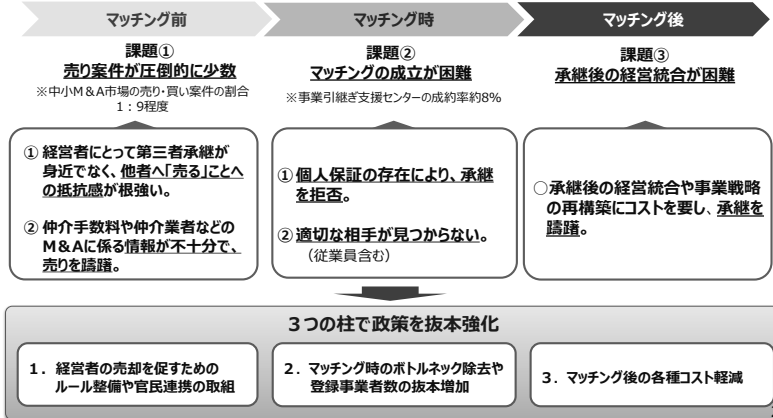 マッチング前
マッチング時
マッチング後
課題①
売り案件が圧倒的に少数
※中小M&A市場の売り・買い案件の割合
1：9程度
課題②
マッチングの成立が困難
※事業引継ぎ支援センターの成約率約8%
課題③
承継後の経営統合が困難
① 経営者にとって第三者承継が
身近でなく、他者へ「売る」ことへ
の抵抗感が根強い。
② 仲介手数料や仲介業者などの
M&Aに係る情報が不十分で、
売りを躊躇。
① 個人保証の存在により、承継
を拒否。
② 適切な相手が見つからない。
（従業員含む）
○承継後の経営統合や事業戦略
の再構築にコストを要し、承継を
躊躇。
３つの柱で政策を抜本強化
１．経営者の売却を促すための
ルール整備や官民連携の取組
２．マッチング時のボトルネック除去や
登録事業者数の抜本増加
３．マッチング後の各種コスト軽減